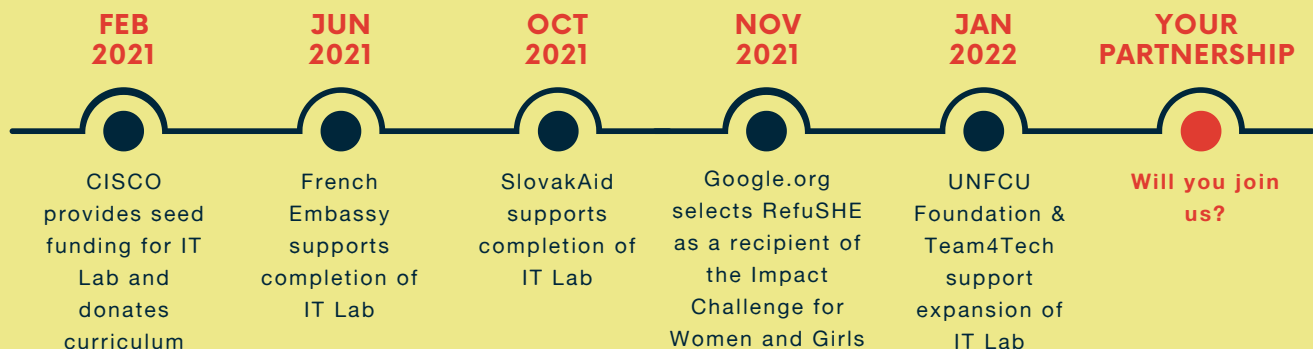 FEB
2021
CISCO
provides seed
funding for IT
Lab and
donates
curriculum
JUN
2021
French
Embassy
supports
completion of
IT Lab
OCT
2021
SlovakAid
supports
completion of
IT Lab
NOV
2021
Google.org
selects RefuSHE
as a recipient of
the Impact
Challenge for
Women and Girls
JAN
2022
UNFCU
Foundation &
Team4Tech
support
expansion of
IT Lab
YOUR
PARTNERSHIP
Will you join
us?